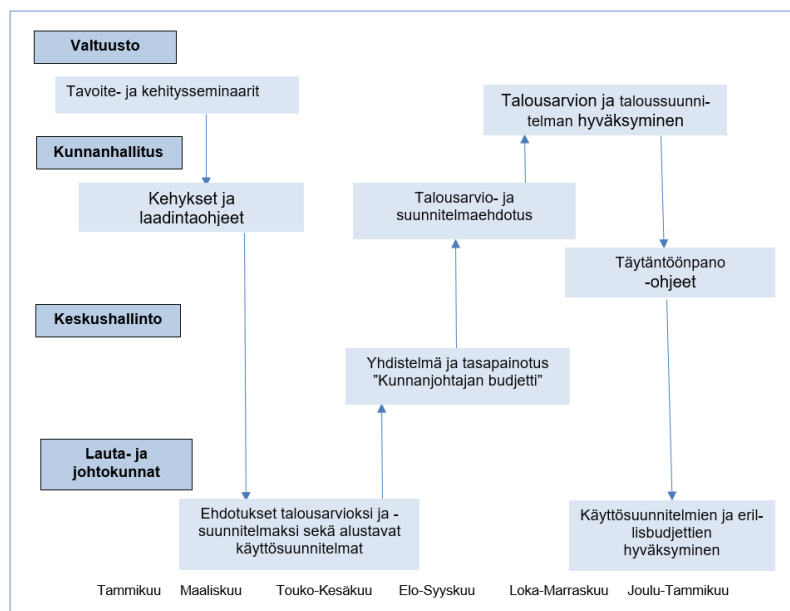 Valtuusto
Tavoite- ja kehitysseminaarit
Talousarvion ja taloussuunni-
telman hyväksyminen
Kunnanhallitus
Kehykset ja
laadintaohjeet
Talousarvio- ja
suunnitelmaehdotus
Täytäntöönpano
-ohjeet
Keskushallinto
Yhdistelmä ja tasapainotus
"Kunnanjohtajan budjetti"
Lauta- ja
johtokunnat
Ehdotukset talousarvioksi ja -
suunnitelmaksi sekä alustavat
käyttösuunnitelmat
Käyttösuunnitelmien ja eril-
lisbudjettien
hyväksyminen
Tammikuu Maaliskuu Touko-Kesäkuu Elo-Syyskuu Loka-Marraskuu Joulu-Tammikuu